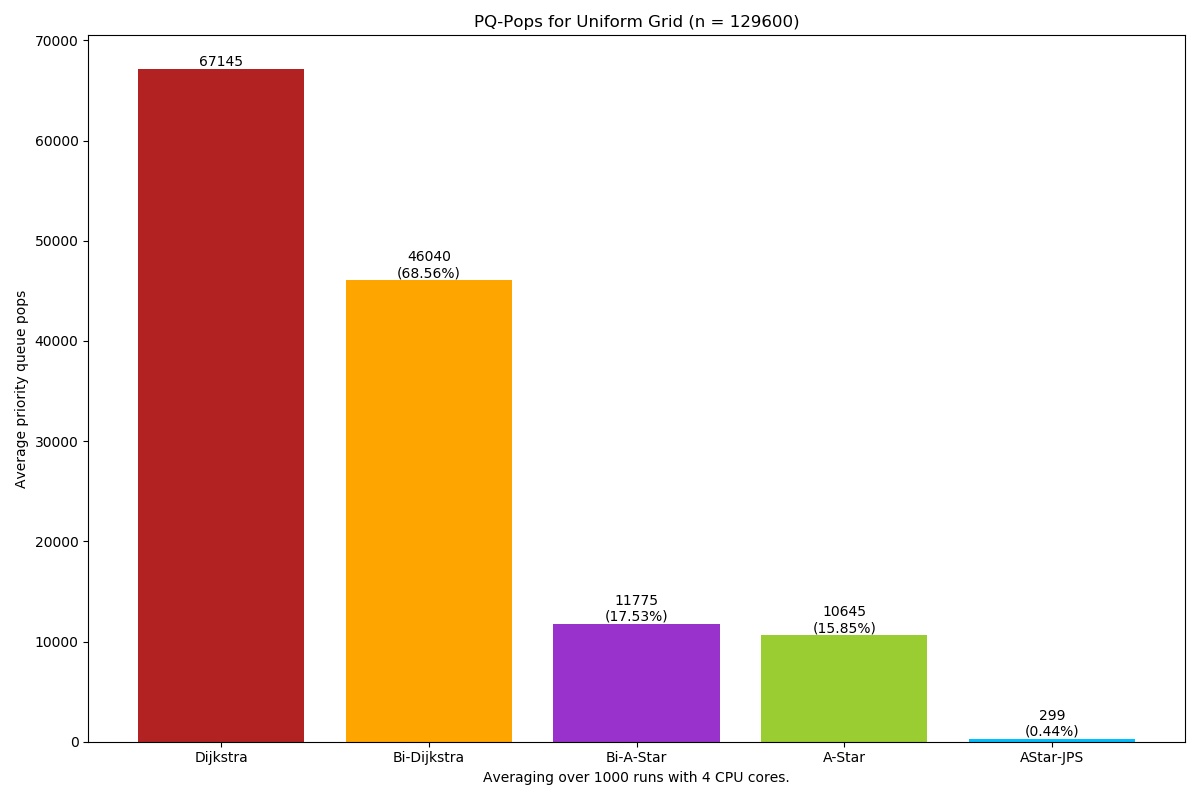 PQ-Pops for Uniform Grid (n = 129600)
Average priority queue pops
70000
60000
50000
40000
30000
20000
10000
0
67145
46040
(68.56%)
11775
(17.53%)
10645
(15.85%)
299
(0.44%)
Dijkstra
Bi-Dijkstra
Bi-A-Star
A-Star
AStar-JPS
Averaging over 1000 runs with 4 CPU cores.